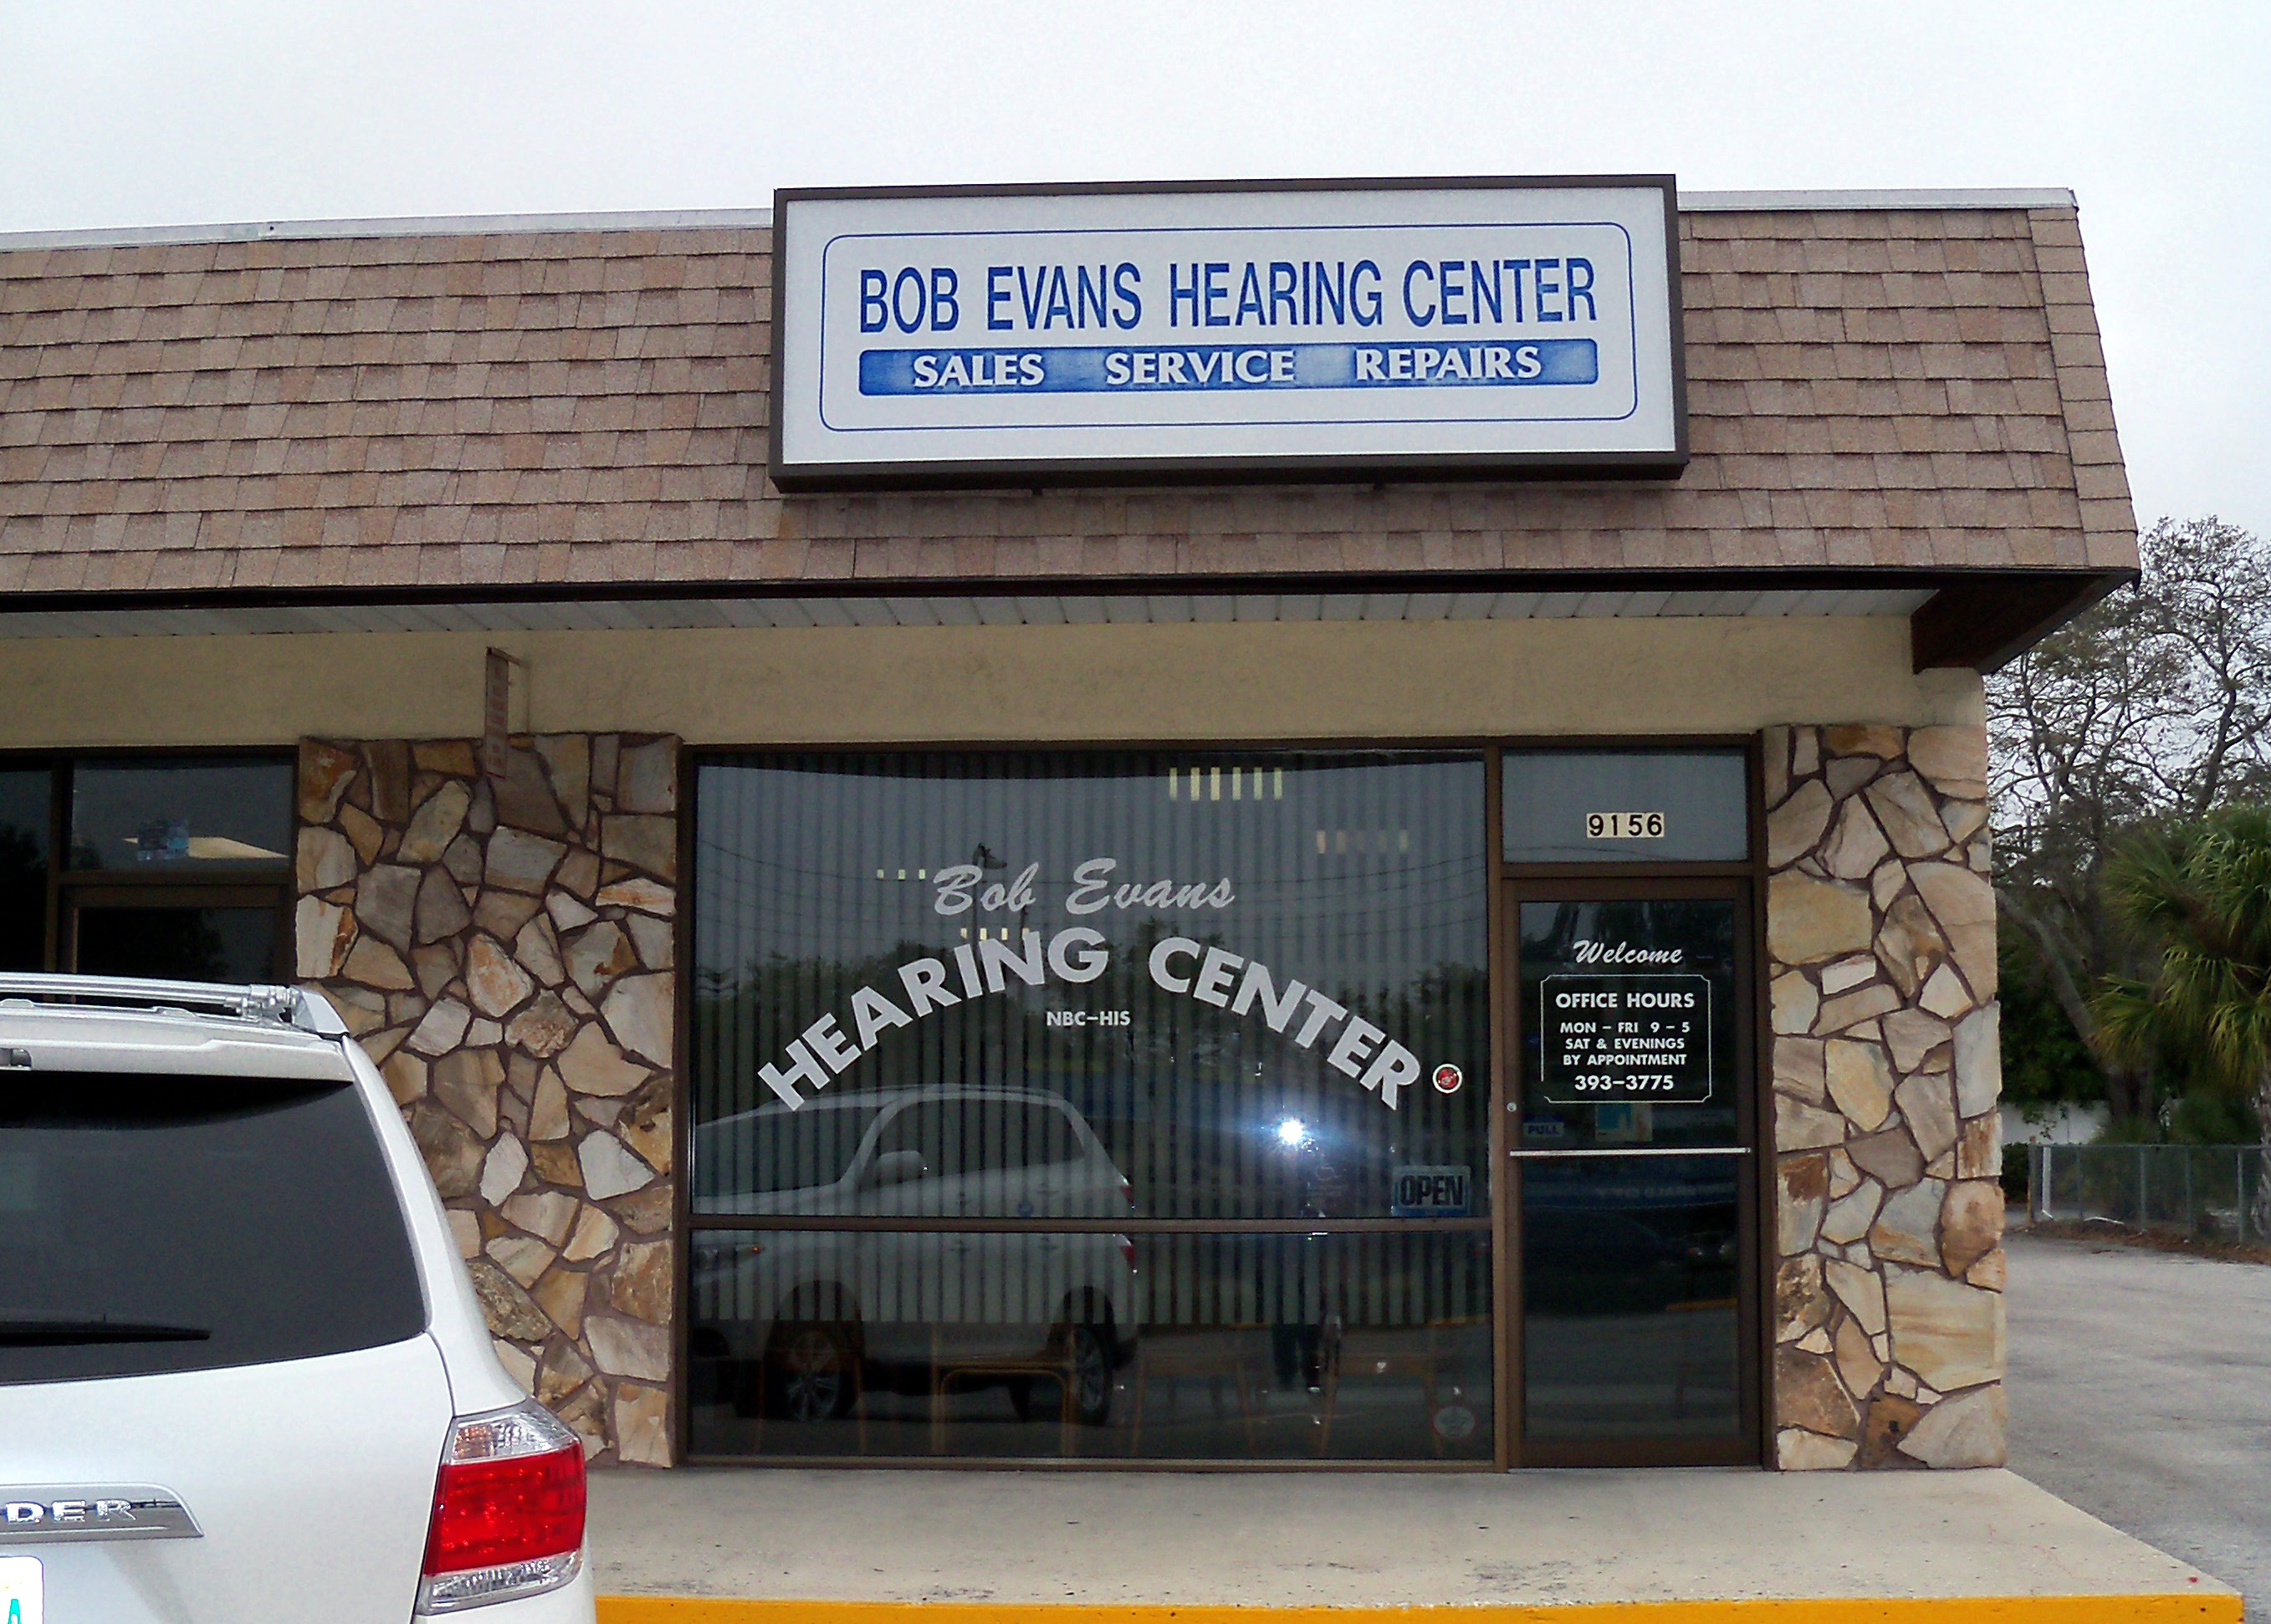 BOB EVANS HEARING CENTER
SALES SERVICE REPAIRS
9156
Bob Evans
HEARING CENTER
NBC-HIS
Welcome
OFFICE HOURS
MON - FRI 9 - 5
SAT & EVENINGS
BY APPOINTMENT
393-3775
PULL
OPEN
DER
A